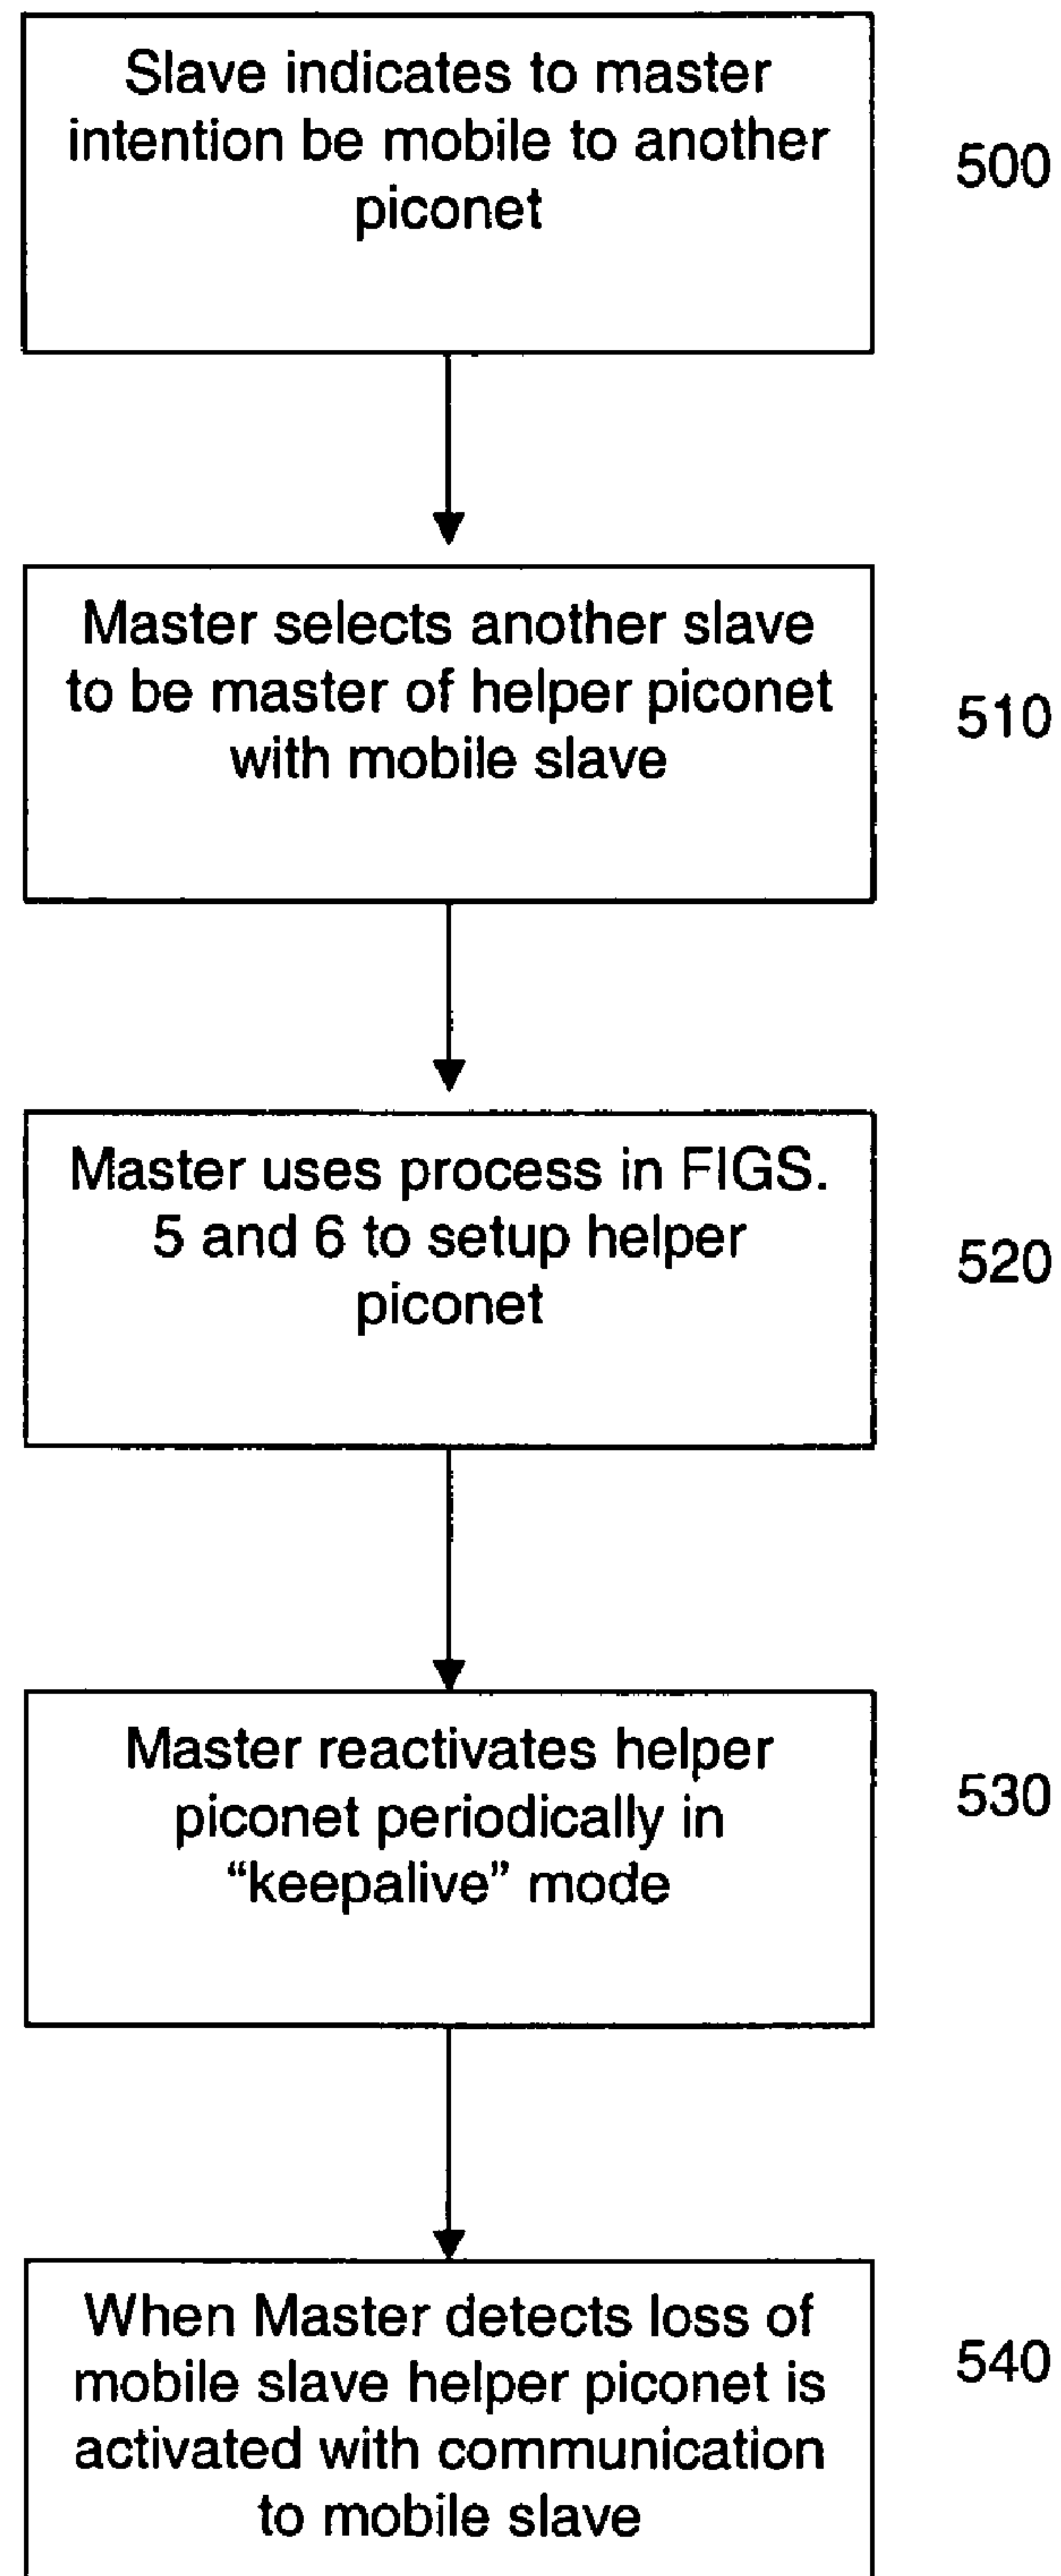 Slave indicates to master
intention be mobile to another
piconet
500
Master selects another slave
to be master of helper piconet
with mobile slave
510
Master uses process in FIGS.
5 and 6 to setup helper
piconet
520
Master reactivates helper
piconet periodically in
“keepalive” mode
530
When Master detects loss of
mobile slave helper piconet is
activated with communication
to mobile slave
540